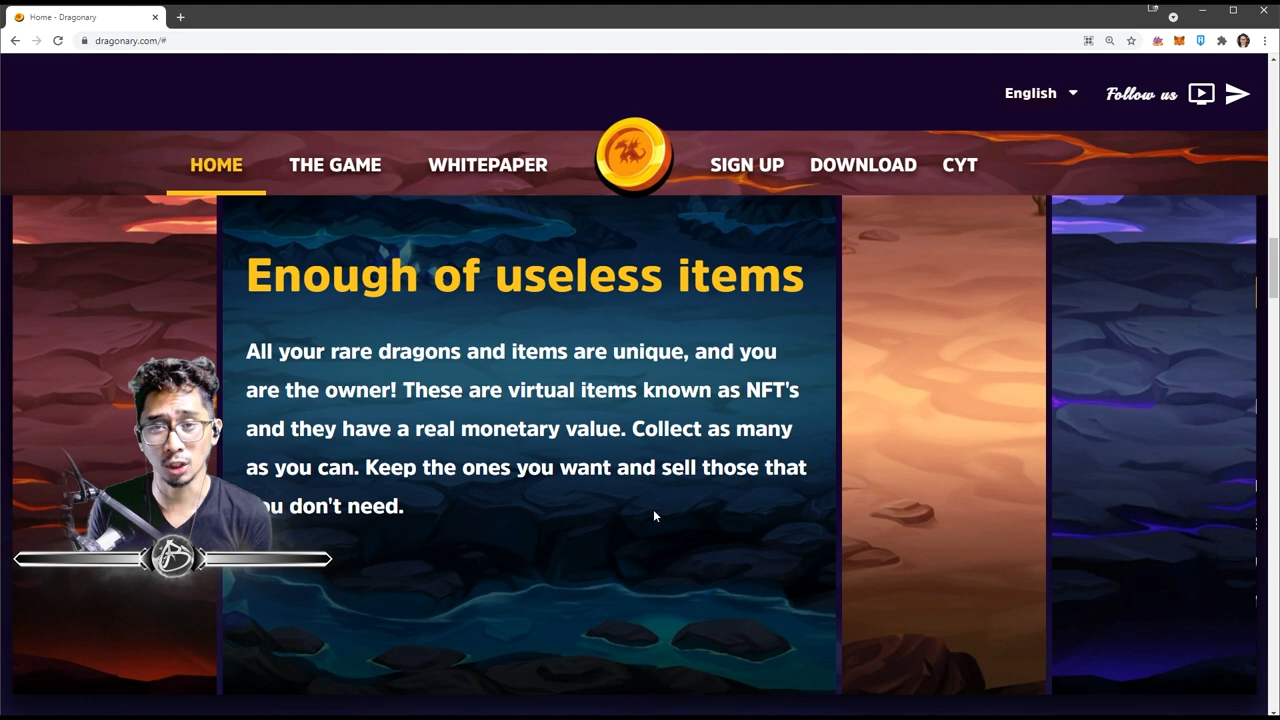 Home - Dragonary
dragonary.com/#
English
Follow us
HOME
THE GAME
WHITEPAPER
SIGN UP
DOWNLOAD
CYT
Enough of useless items
All your rare dragons and items are unique, and you
are the owner! These are virtual items known as NFT's
and they have a real monetary value. Collect as many
as you can. Keep the ones you want and sell those that
ou don't need.